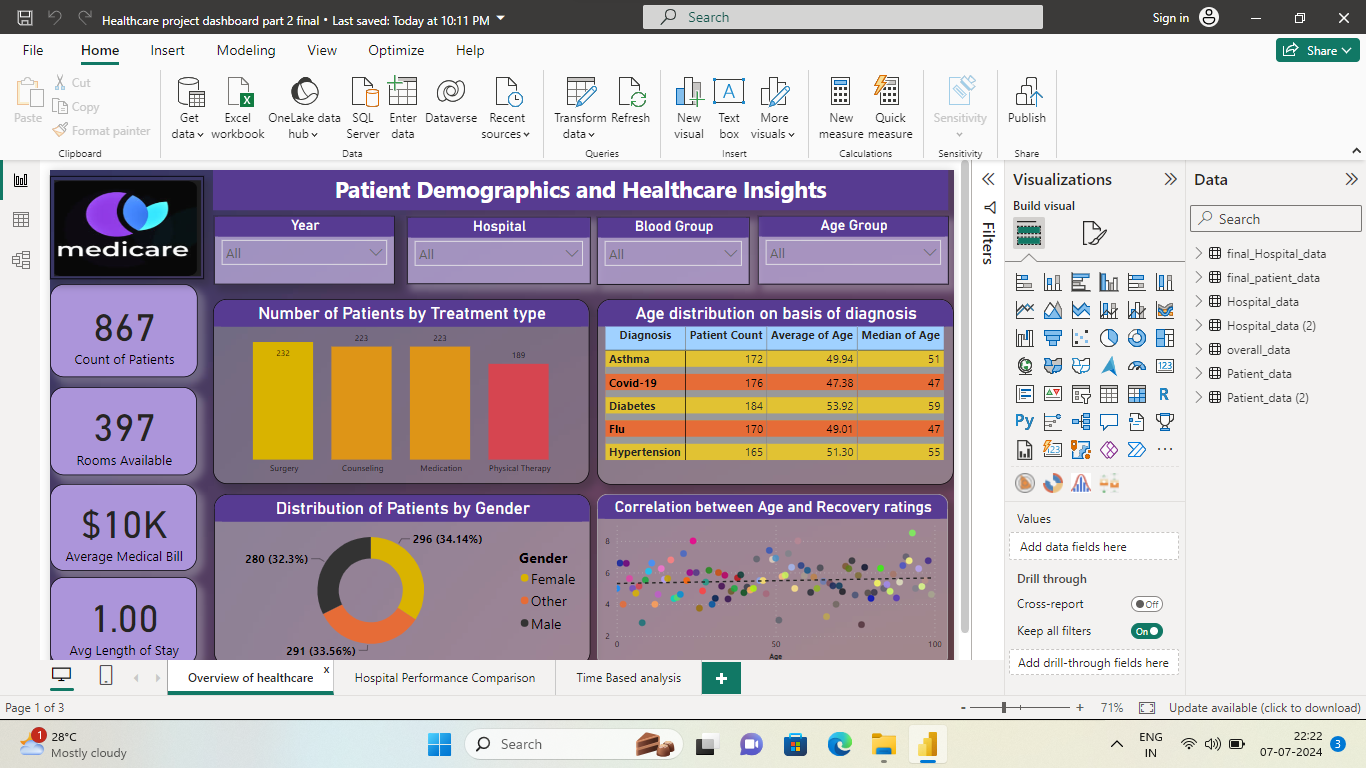 Healthcare project dashboard part 2 final • Last saved: Today at 10:11 PM
Search
Sign in
File
Home
Insert
Modeling
View
Optimize
Help
Share
Paste
Cut
Copy
Format painter
Clipboard
Get data
Excel workbook
OneLake data hub
SQL Server
Enter data
Dataverse
Recent sources
Data
Transform data
Refresh
Queries
New visual
Text box
More visuals
Insert
New measure
Quick measure
Calculations
Sensitivity
Sensitivity
Publish
Share
medicare
Patient Demographics and Healthcare Insights
Year
All
Hospital
All
Blood Group
All
Age Group
All
867
Count of Patients
397
Rooms Available
$10K
Average Medical Bill
1.00
Avg Length of Stay
Number of Patients by Treatment type
232
223
223
189
Surgery
Counseling
Medication
Physical Therapy
Age distribution on basis of diagnosis
Diagnosis Patient Count Average of Age Median of Age
Asthma 172 49.94 51
Covid-19 176 47.38 47
Diabetes 184 53.92 59
Flu 170 49.01 47
Hypertension 165 51.30 55
Distribution of Patients by Gender
296 (34.14%)
280 (32.3%)
291 (33.56%)
Gender
Female
Other
Male
Correlation between Age and Recovery ratings
8
6
4
2
0
50
100
Age
Filters
Visualizations
Build visual
123
R
Py
123
Values
Add data fields here
Drill through
Cross-report
Off
Keep all filters
On
Add drill-through fields here
Data
Search
final_Hospital_data
final_patient_data
Hospital_data
Hospital_data (2)
overall_data
Patient_data
Patient_data (2)
Overview of healthcare
x
Hospital Performance Comparison
Time Based analysis
+
Page 1 of 3
-
+
71%
Update available (click to download)
1
28°C
Mostly cloudy
Search
ENG
IN
22:22
07-07-2024
3